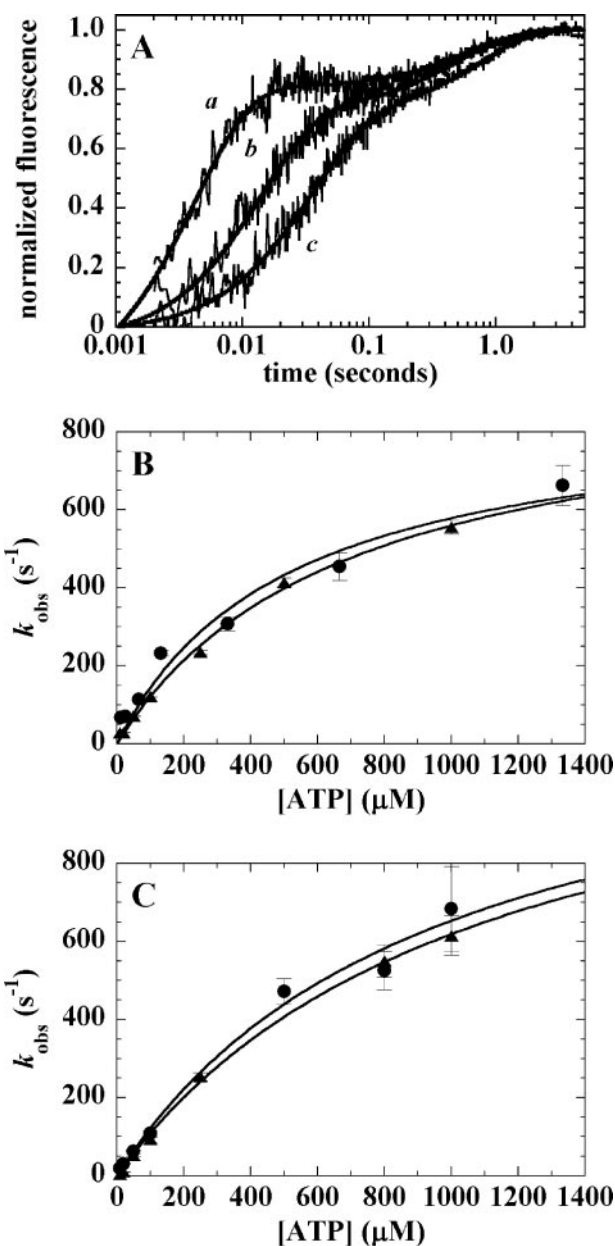 A
a
b
c
normalized fluorescence
1.0
0.8
0.6
0.4
0.2
0
0.001 0.01 0.1 1.0
time (seconds)
B
k_obs (s⁻¹)
800
600
400
200
0
0 200 400 600 800 1000 1200 1400
[ATP] (µM)
C
k_obs (s⁻¹)
800
600
400
200
0
0 200 400 600 800 1000 1200 1400
[ATP] (µM)